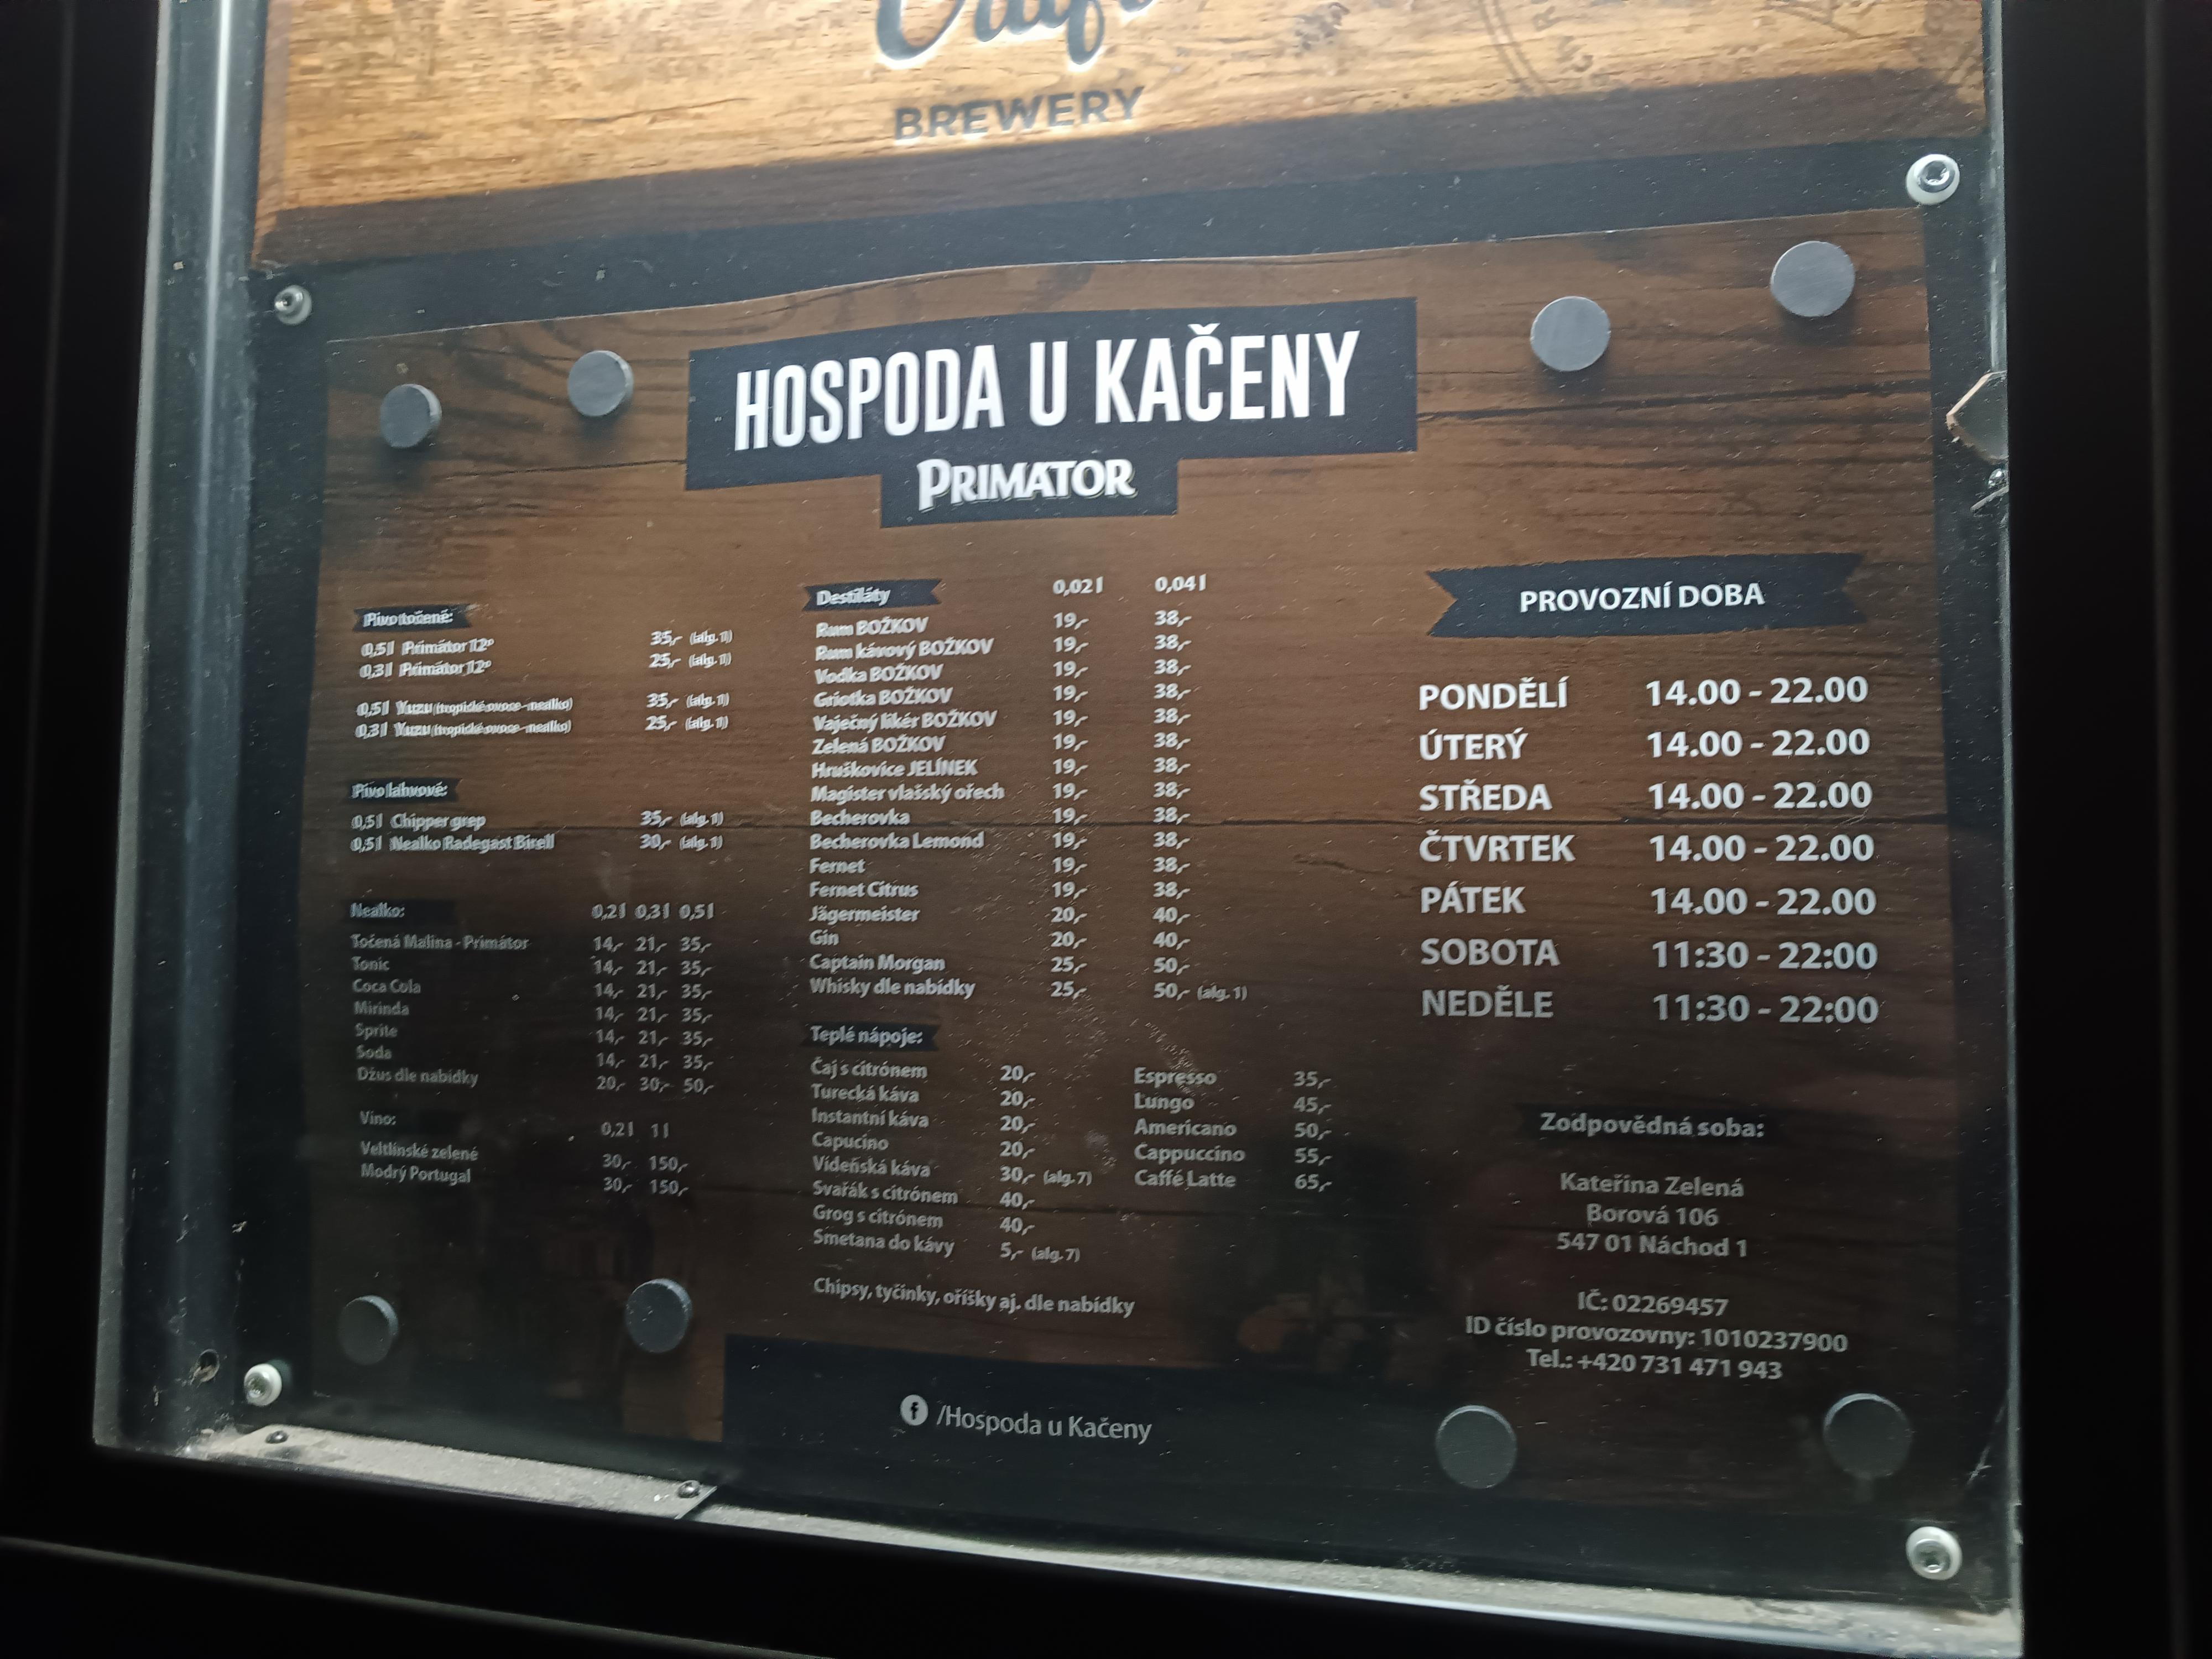 BREWERY
HOSPODA U KAČENY
PRIMÁTOR
Pivo točené:
0,5 l Primátor 12° 35,- (alg. 1)
0,3 l Primátor 12° 25,- (alg. 1)
0,5 l Yuzu (tropické ovoce - nealko) 35,- (alg. 1)
0,3 l Yuzu (tropické ovoce - nealko) 25,- (alg. 1)
Pivo lahvové:
0,5 l Chipper grep 35,- (alg. 1)
0,5 l Nealko Radegast Birell 30,- (alg. 1)
Nealko: 0,2 l 0,3 l 0,5 l
Točená Malina - Primátor 14,- 21,- 35,-
Tonic 14,- 21,- 35,-
Coca Cola 14,- 21,- 35,-
Mirinda 14,- 21,- 35,-
Sprite 14,- 21,- 35,-
Soda 14,- 21,- 35,-
Džus dle nabídky 20,- 30,- 50,-
Víno: 0,2 l 1 l
Veltlínské zelené 30,- 150,-
Modrý Portugal 30,- 150,-
Destiláty 0,02 l 0,04 l
Rum BOŽKOV 19,- 38,-
Rum kávový BOŽKOV 19,- 38,-
Vodka BOŽKOV 19,- 38,-
Griotka BOŽKOV 19,- 38,-
Vaječný likér BOŽKOV 19,- 38,-
Zelená BOŽKOV 19,- 38,-
Hruškovice JELÍNEK 19,- 38,-
Magister vlašský ořech 19,- 38,-
Becherovka 19,- 38,-
Becherovka Lemond 19,- 38,-
Fernet 19,- 38,-
Fernet Citrus 19,- 38,-
Jägermeister 20,- 40,-
Gin 20,- 40,-
Captain Morgan 25,- 50,-
Whisky dle nabídky 25,- 50,- (alg. 1)
Teplé nápoje:
Čaj s citrónem 20,-
Turecká káva 20,-
Instantní káva 20,-
Capucino 20,-
Vídeňská káva 30,- (alg. 7)
Svařák s citrónem 40,-
Grog s citrónem 40,-
Smetana do kávy 5,- (alg. 7)
Espresso 35,-
Lungo 45,-
Americano 50,-
Cappuccino 55,-
Caffé Latte 65,-
Chipsy, tyčinky, oříšky aj. dle nabídky
PROVOZNÍ DOBA
PONDĚLÍ 14.00 - 22.00
ÚTERÝ 14.00 - 22.00
STŘEDA 14.00 - 22.00
ČTVRTEK 14.00 - 22.00
PÁTEK 14.00 - 22.00
SOBOTA 11:30 - 22:00
NEDĚLE 11:30 - 22:00
Zodpovědná soba:
Kateřina Zelená
Borová 106
547 01 Náchod 1
IČ: 02269457
ID číslo provozovny: 1010237900
Tel.: +420 731 471 943
/Hospoda u Kačeny